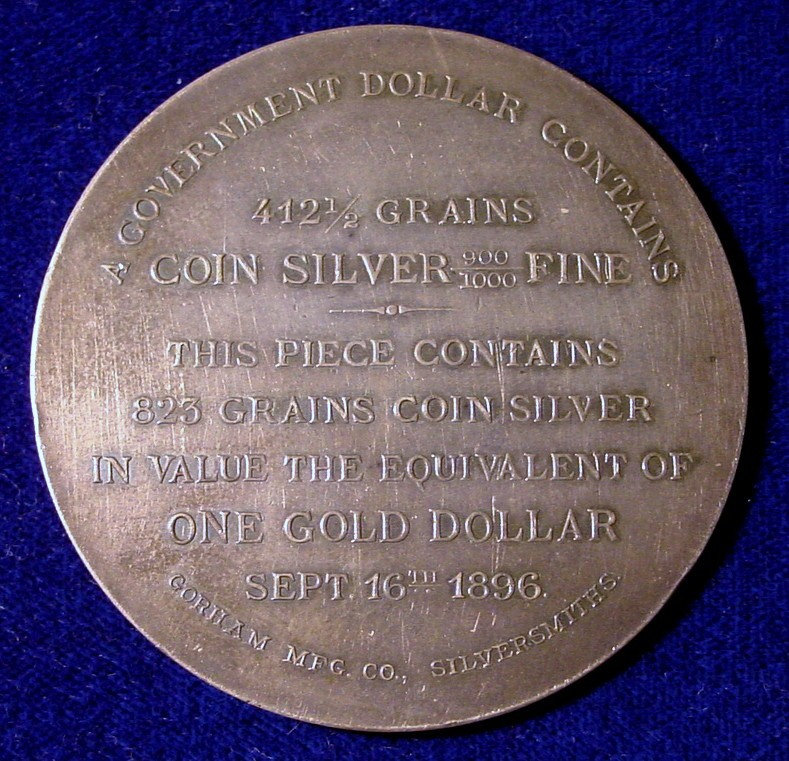 A GOVERNMENT DOLLAR CONTAINS
412½ GRAINS
COIN SILVER 900/1000 FINE
THIS PIECE CONTAINS
823 GRAINS COIN SILVER
IN VALUE THE EQUIVALENT OF
ONE GOLD DOLLAR
SEPT. 16TH 1896.
GORHAM MFG. CO., SILVERSMITHS.